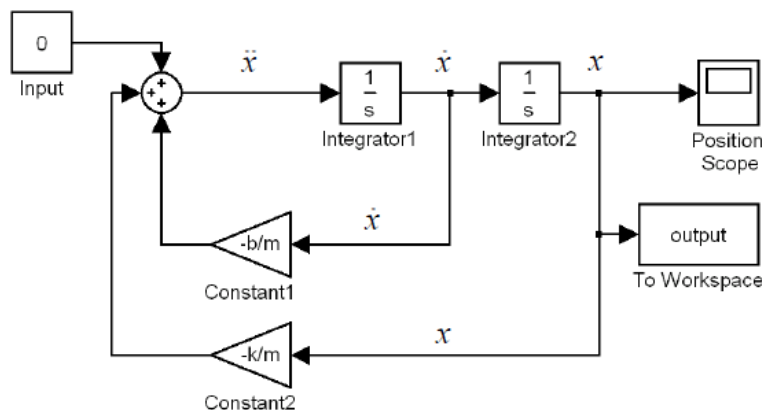 0
Input
+
+
+
ẍ
1
s
Integrator1
ẋ
1
s
Integrator2
x
Position
Scope
output
To Workspace
ẋ
-b/m
Constant1
x
-k/m
Constant2